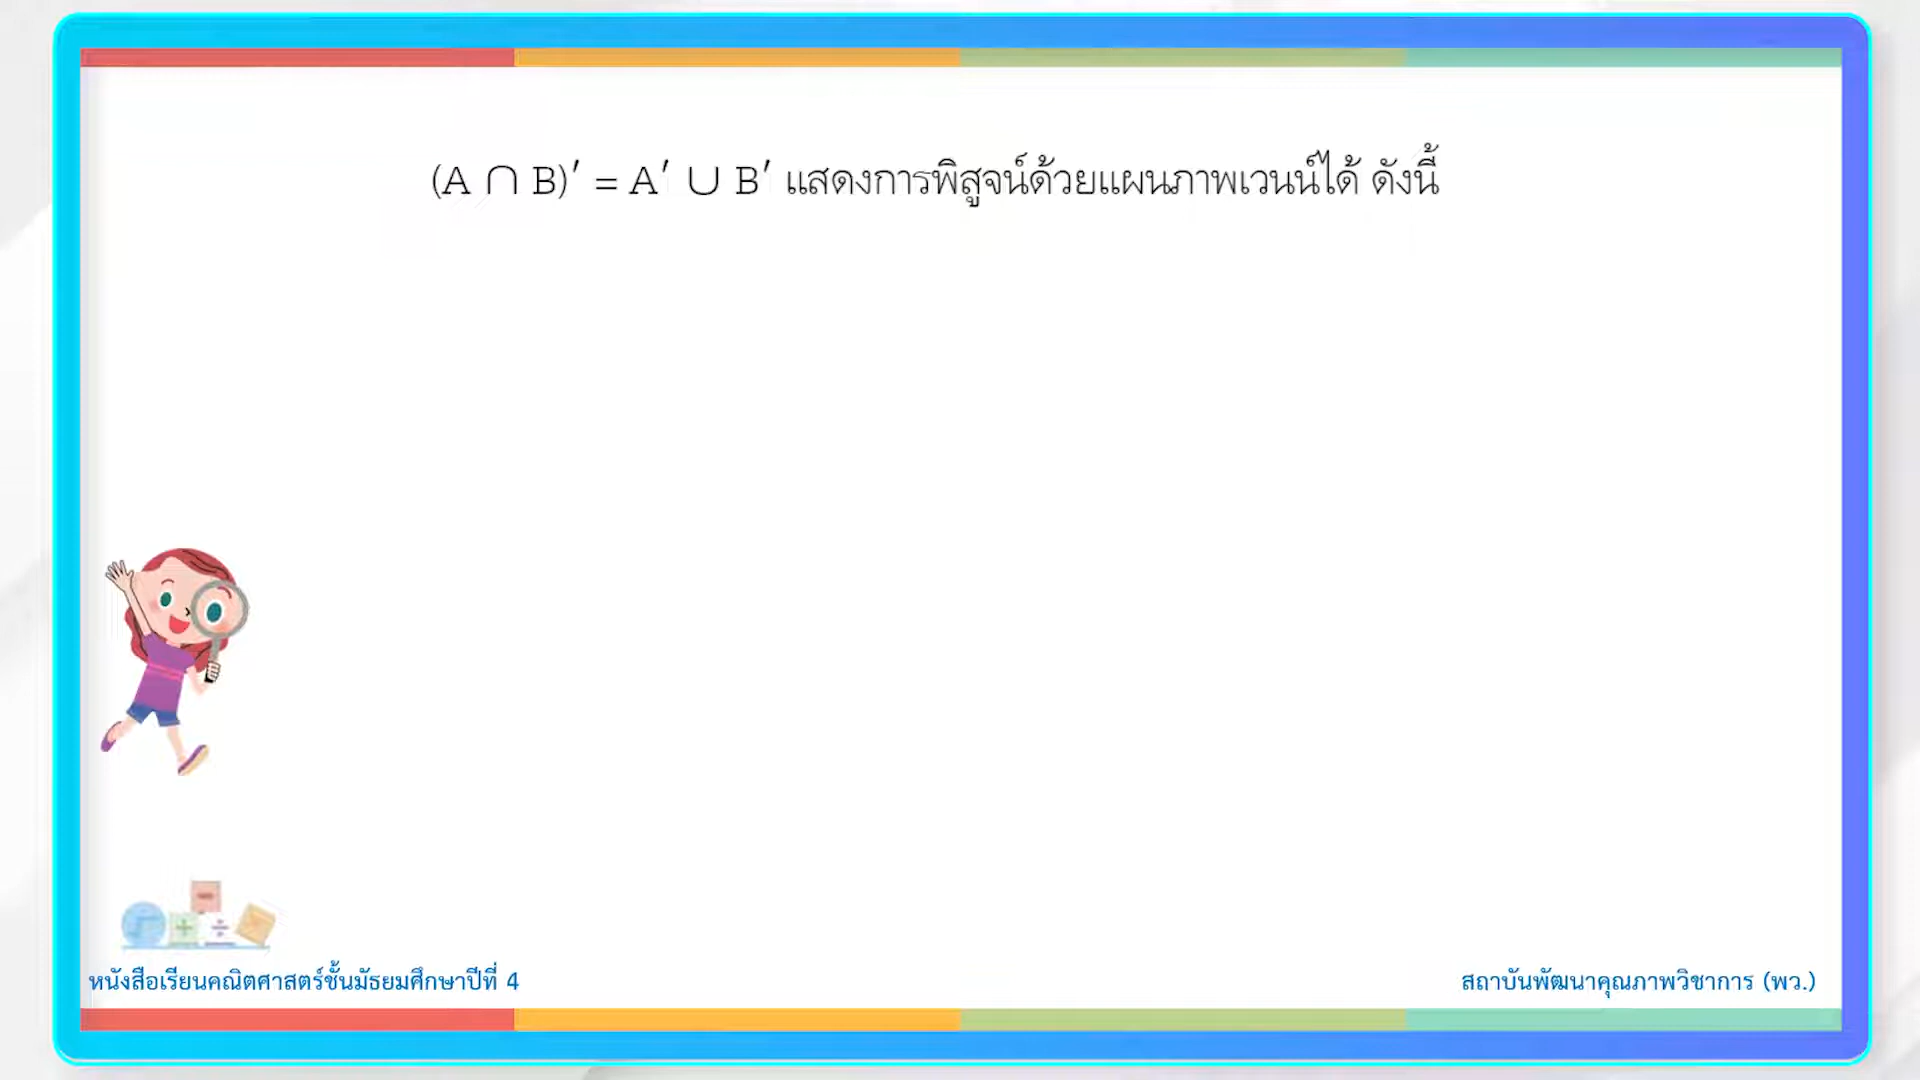 (A ∩ B)′ = A′ ∪ B′ แสดงการพิสูจน์ด้วยแผนภาพเวนน์ได้ ดังนี้
หนังสือเรียนคณิตศาสตร์ชั้นมัธยมศึกษาปีที่ 4
สถาบันพัฒนาคุณภาพวิชาการ (พว.)